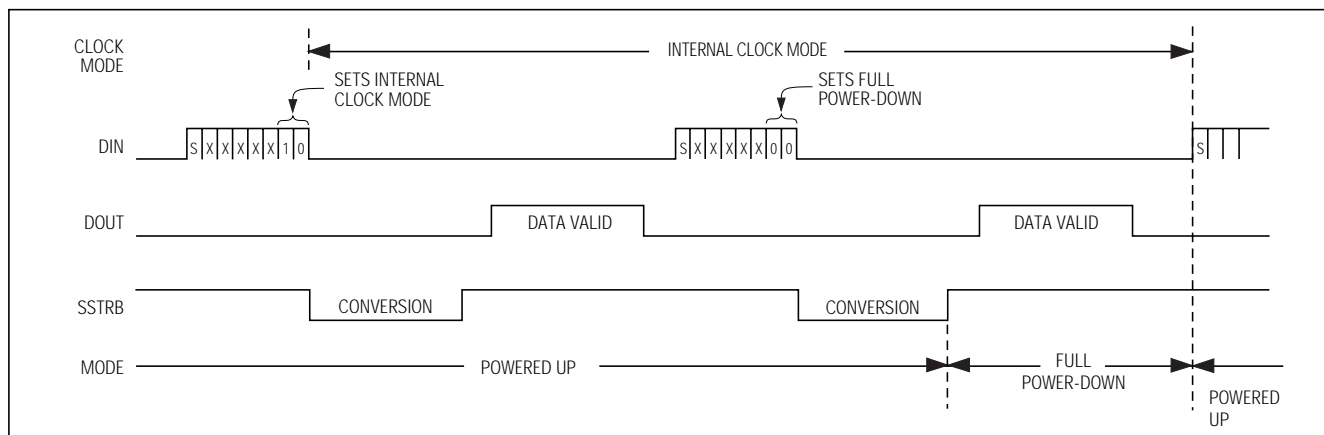 CLOCK
MODE
INTERNAL CLOCK MODE
SETS INTERNAL
CLOCK MODE
SETS FULL
POWER-DOWN
DIN
S X X X X X 1 0
S X X X X X 0 0
S
DOUT
DATA VALID
DATA VALID
SSTRB
CONVERSION
CONVERSION
MODE
POWERED UP
FULL
POWER-DOWN
POWERED
UP